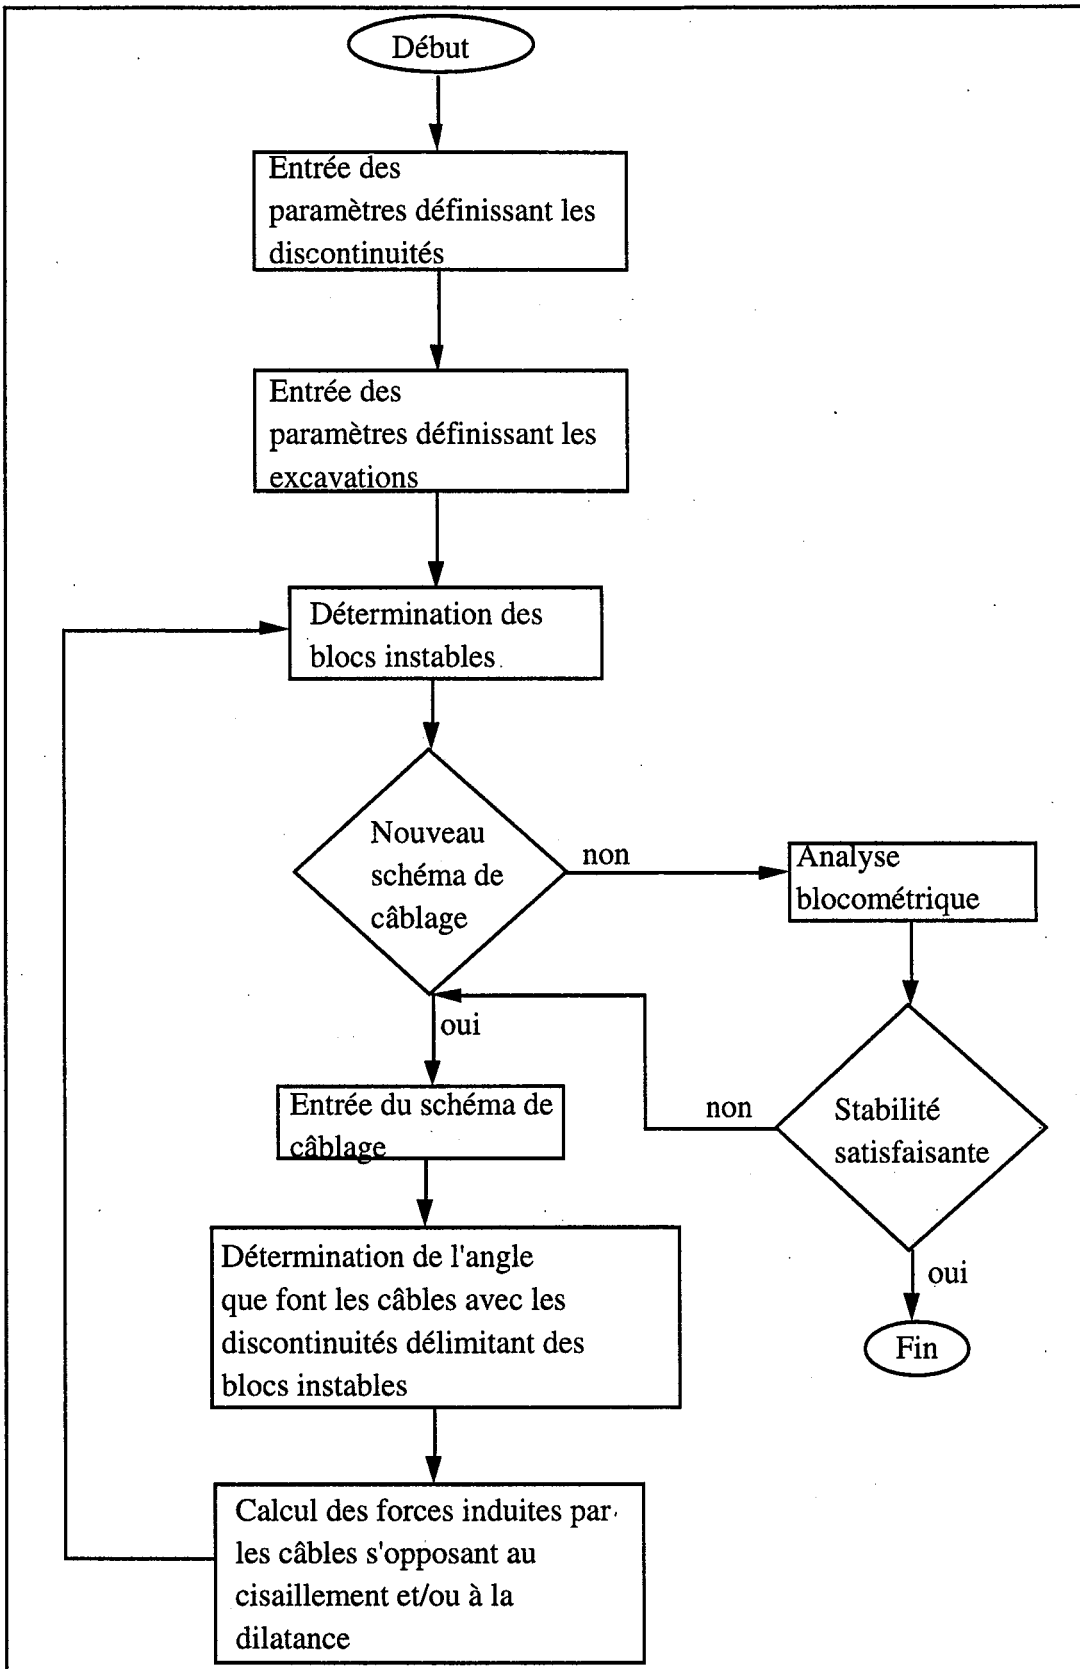 Début
Entrée des
paramètres définissant les
discontinuités
Entrée des
paramètres définissant les
excavations
Détermination des
blocs instables
Nouveau
schéma de
câblage
non
Analyse
blocométrique
oui
Entrée du schéma de
câblage
non
Stabilité
satisfaisante
Détermination de l'angle
que font les câbles avec les
discontinuités délimitant des
blocs instables
oui
Fin
Calcul des forces induites par
les câbles s'opposant au
cisaillement et/ou à la
dilatance